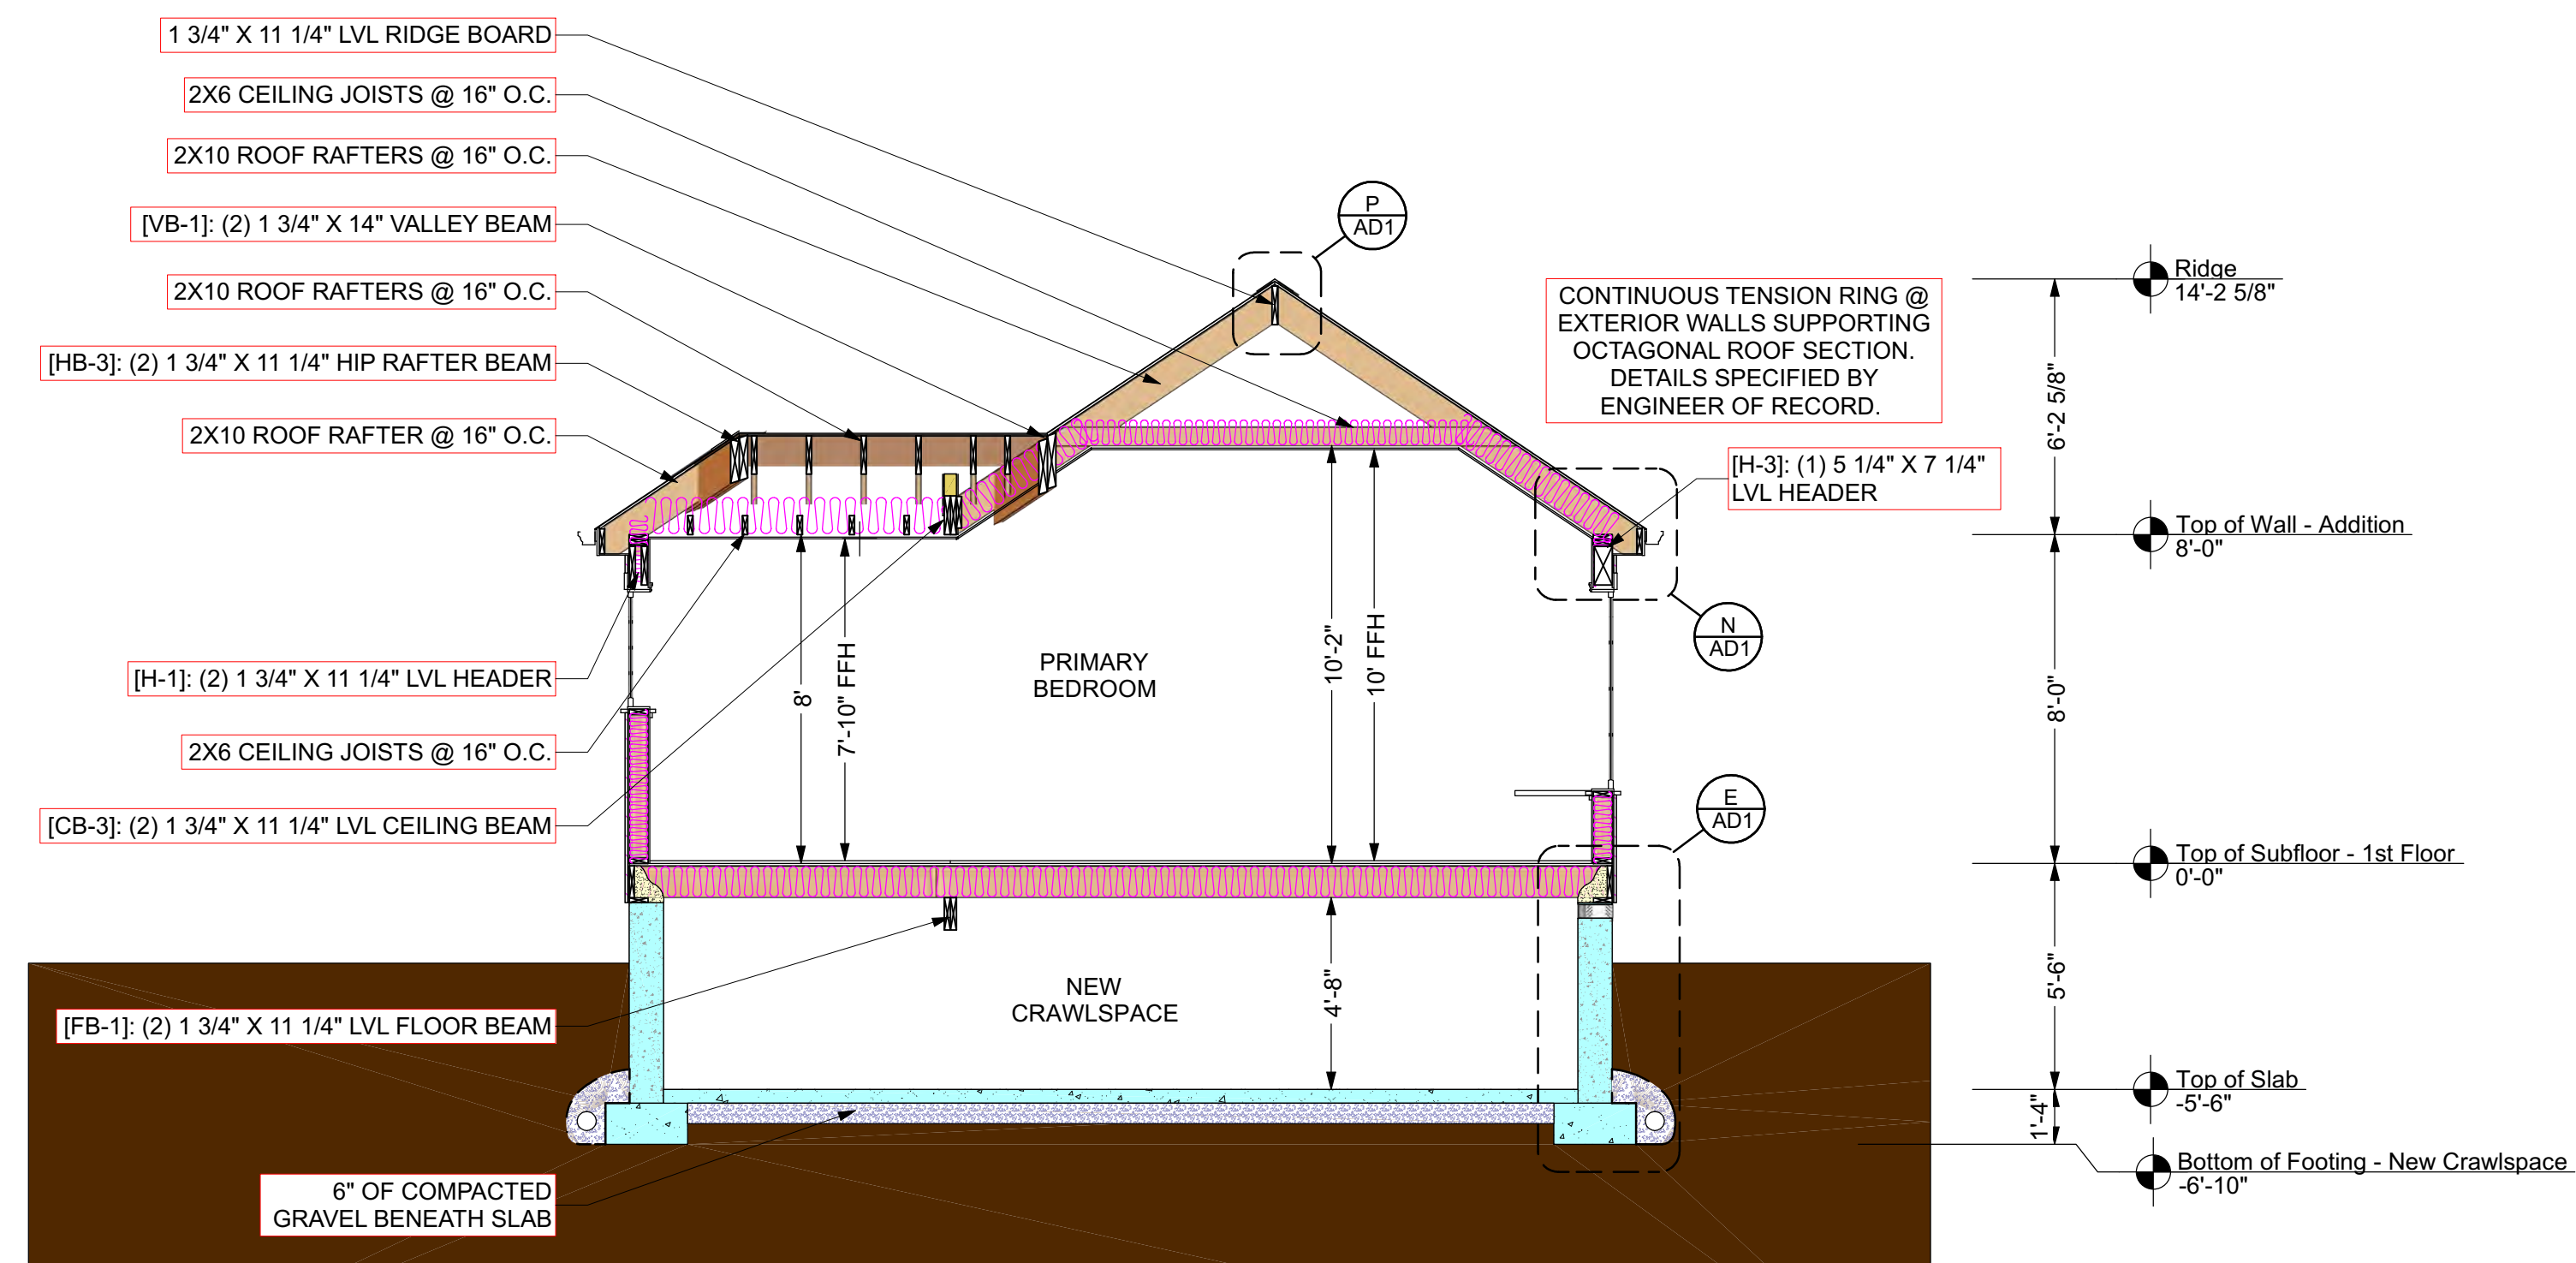 1 3/4" X 11 1/4" LVL RIDGE BOARD
2X6 CEILING JOISTS @ 16" O.C.
2X10 ROOF RAFTERS @ 16" O.C.
[VB-1]: (2) 1 3/4" X 14" VALLEY BEAM
2X10 ROOF RAFTERS @ 16" O.C.
[HB-3]: (2) 1 3/4" X 11 1/4" HIP RAFTER BEAM
2X10 ROOF RAFTER @ 16" O.C.
[H-1]: (2) 1 3/4" X 11 1/4" LVL HEADER
2X6 CEILING JOISTS @ 16" O.C.
[CB-3]: (2) 1 3/4" X 11 1/4" LVL CEILING BEAM
[FB-1]: (2) 1 3/4" X 11 1/4" LVL FLOOR BEAM
6" OF COMPACTED
GRAVEL BENEATH SLAB
P
AD1
CONTINUOUS TENSION RING @
EXTERIOR WALLS SUPPORTING
OCTAGONAL ROOF SECTION.
DETAILS SPECIFIED BY
ENGINEER OF RECORD.
[H-3]: (1) 5 1/4" X 7 1/4"
LVL HEADER
N
AD1
E
AD1
8'
7'-10" FFH
PRIMARY
BEDROOM
10'-2"
10' FFH
NEW
CRAWLSPACE
4'-8"
6'-2 5/8"
8'-0"
5'-6"
1'-4"
Ridge
14'-2 5/8"
Top of Wall - Addition
8'-0"
Top of Subfloor - 1st Floor
0'-0"
Top of Slab
-5'-6"
Bottom of Footing - New Crawlspace
-6'-10"